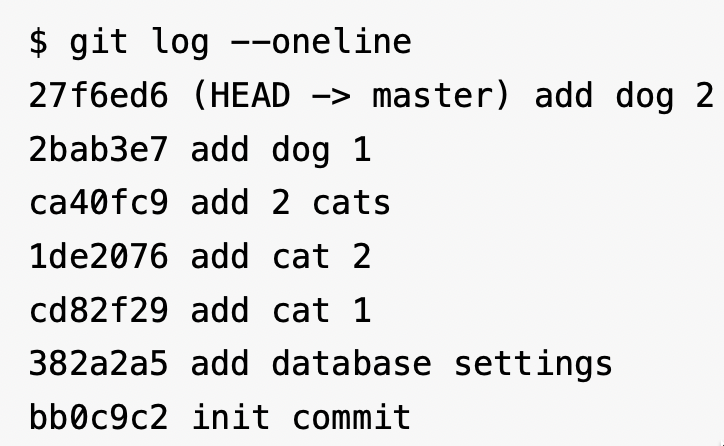 $ git log --oneline
27f6ed6 (HEAD -> master) add dog 2
2bab3e7 add dog 1
ca40fc9 add 2 cats
1de2076 add cat 2
cd82f29 add cat 1
382a2a5 add database settings
bb0c9c2 init commit